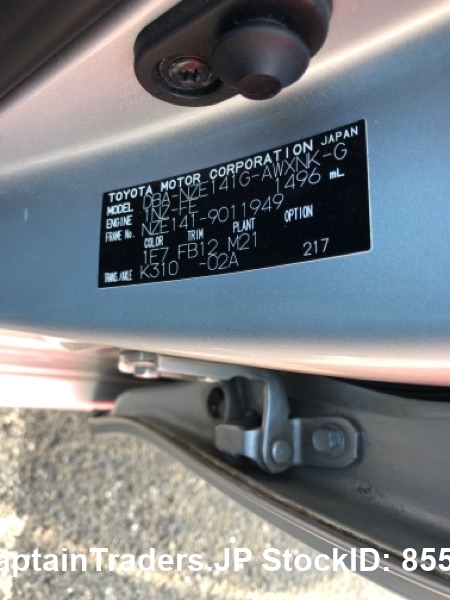 TOYOTA MOTOR CORPORATION JAPAN
MODEL DBA-NZE141G-AWXNK-G
ENGINE 1NZ-FE 1496 mL
FRAME No. NZE141-9011949
COLOR TRIM PLANT OPTION
1E7 FB12 M21
TRANS./AXLE K310 -02A 217
aptainTraders.JP StockID: 855